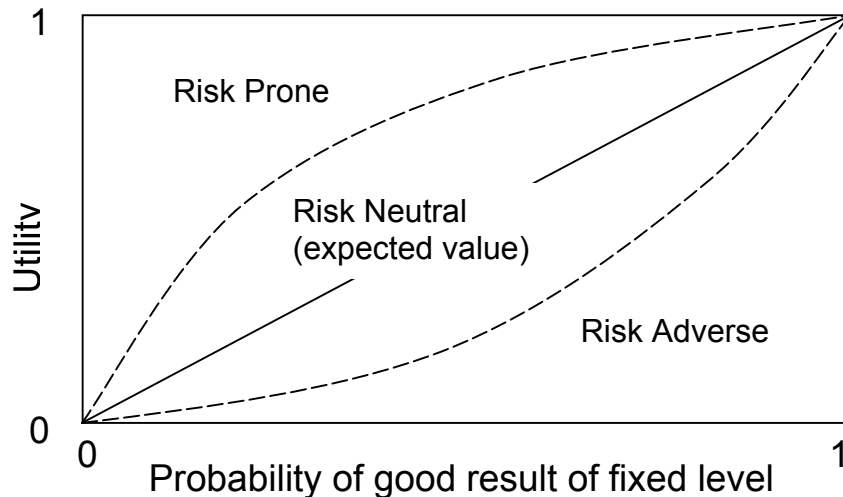 1
Risk Prone
Risk Neutral
(expected value)
Utility
Risk Adverse
0
0
1
Probability of good result of fixed level